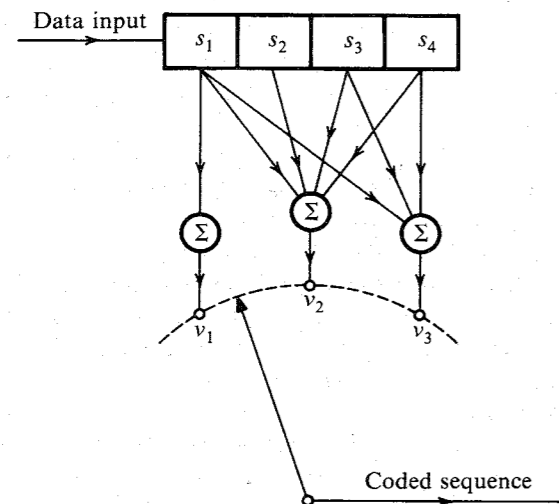 Data input
s1 s2 s3 s4
Σ Σ Σ
v1 v2 v3
Coded sequence